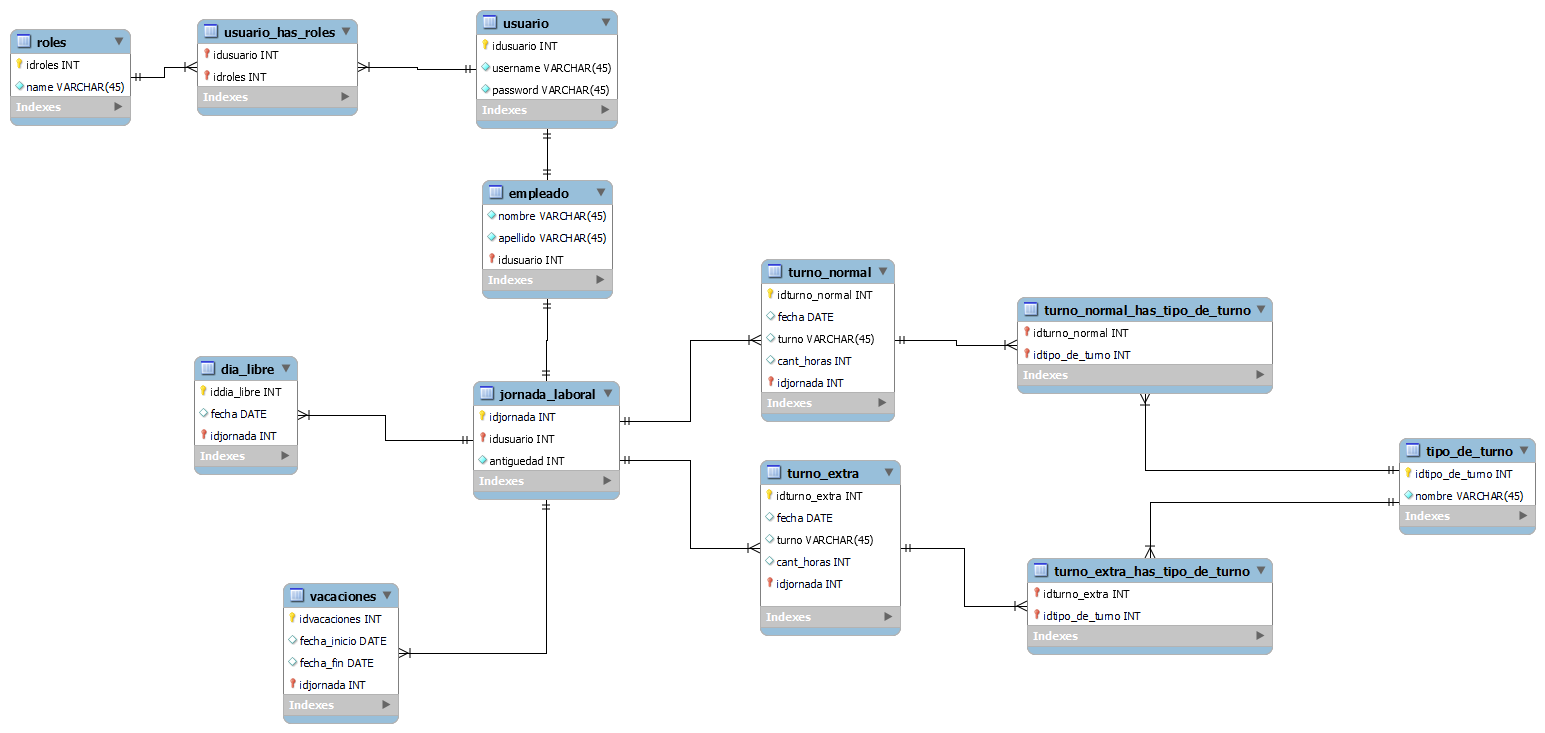 roles
idroles INT
name VARCHAR(45)
Indexes
usuario_has_roles
idusuario INT
idroles INT
Indexes
usuario
idusuario INT
username VARCHAR(45)
password VARCHAR(45)
Indexes
empleado
nombre VARCHAR(45)
apellido VARCHAR(45)
idusuario INT
Indexes
turno_normal
idturno_normal INT
fecha DATE
turno VARCHAR(45)
cant_horas INT
idjornada INT
Indexes
turno_normal_has_tipo_de_turno
idturno_normal INT
idtipo_de_turno INT
Indexes
dia_libre
iddia_libre INT
fecha DATE
idjornada INT
Indexes
jornada_laboral
idjornada INT
idusuario INT
antiguedad INT
Indexes
turno_extra
idturno_extra INT
fecha DATE
turno VARCHAR(45)
cant_horas INT
idjornada INT
Indexes
tipo_de_turno
idtipo_de_turno INT
nombre VARCHAR(45)
Indexes
turno_extra_has_tipo_de_turno
idturno_extra INT
idtipo_de_turno INT
Indexes
vacaciones
idvacaciones INT
fecha_inicio DATE
fecha_fin DATE
idjornada INT
Indexes